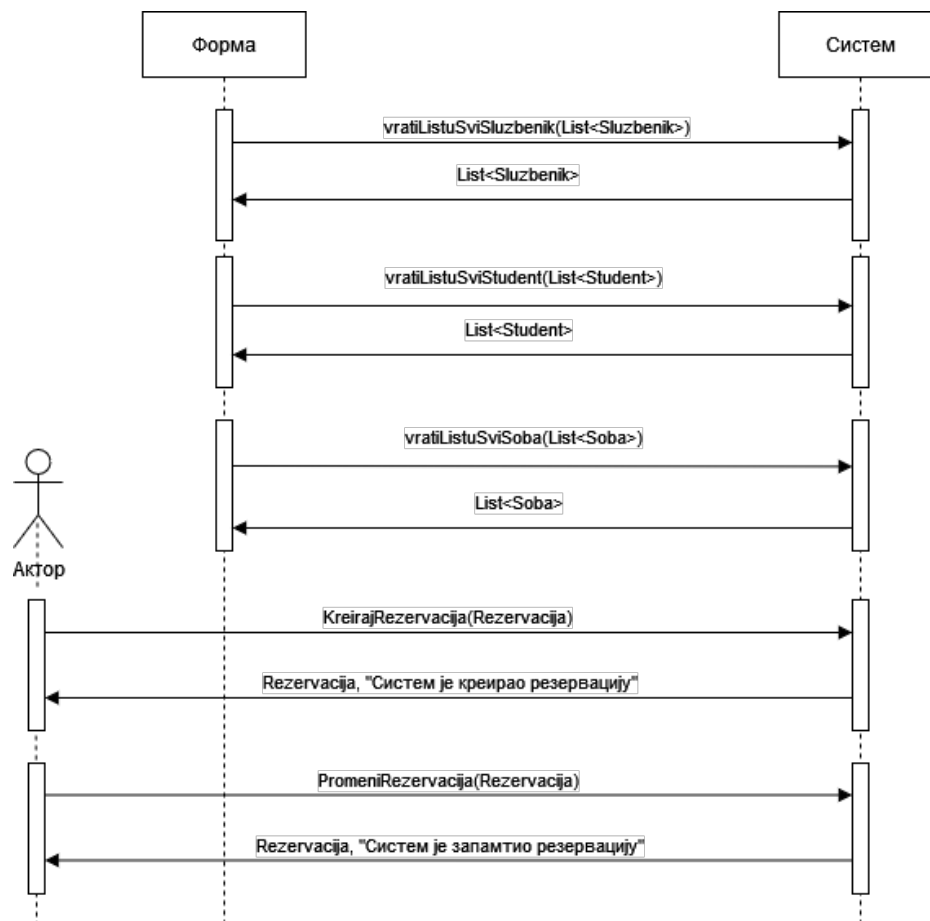 Форма
Систем
vratiListuSviSluzbenik(List<Sluzbenik>)
List<Sluzbenik>
vratiListuSviStudent(List<Student>)
List<Student>
vratiListuSviSoba(List<Soba>)
List<Soba>
Актор
KreirajRezervacija(Rezervacija)
Rezervacija, "Систем је креирао резервацију"
PromeniRezervacija(Rezervacija)
Rezervacija, "Систем је запамтио резервацију"